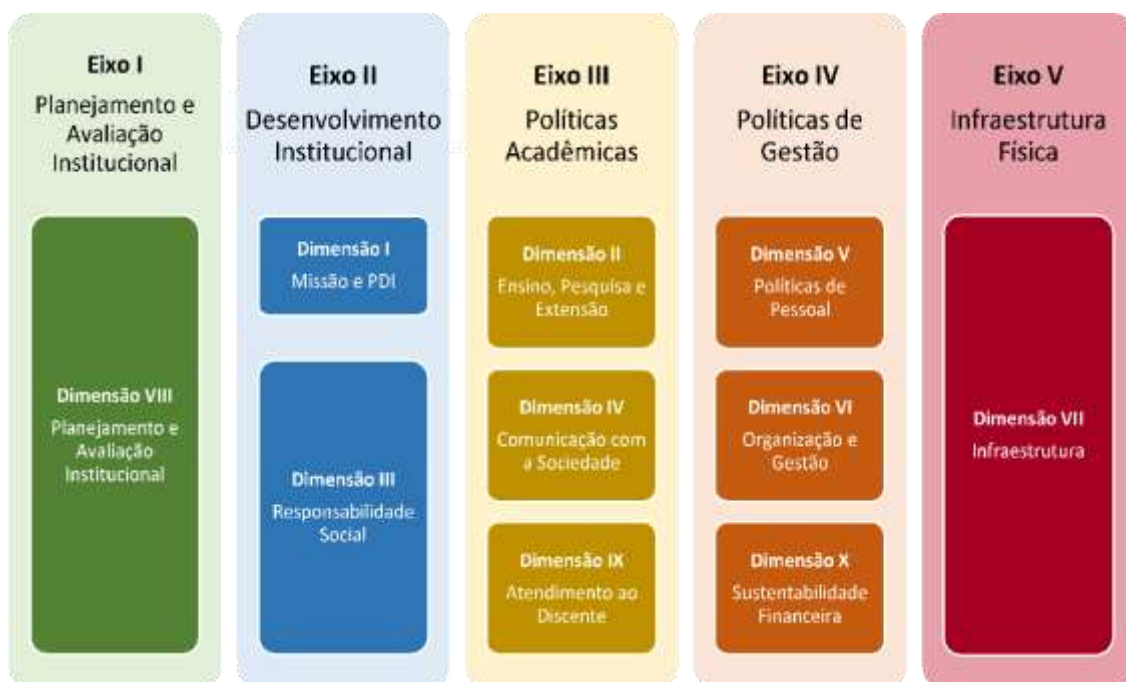 Eixo I
Planejamento e
Avaliação
Institucional
Dimensão VIII
Planejamento e
Avaliação
Institucional
Eixo II
Desenvolvimento
Institucional
Dimensão I
Missão e PDI
Dimensão III
Responsabilidade
Social
Eixo III
Políticas
Acadêmicas
Dimensão II
Ensino, Pesquisa e
Extensão
Dimensão IV
Comunicação com
a Sociedade
Dimensão IX
Atendimento ao
Discente
Eixo IV
Políticas de
Gestão
Dimensão V
Políticas de
Pessoal
Dimensão VI
Organização e
Gestão
Dimensão X
Sustentabilidade
Financeira
Eixo V
Infraestrutura
Física
Dimensão VII
Infraestrutura